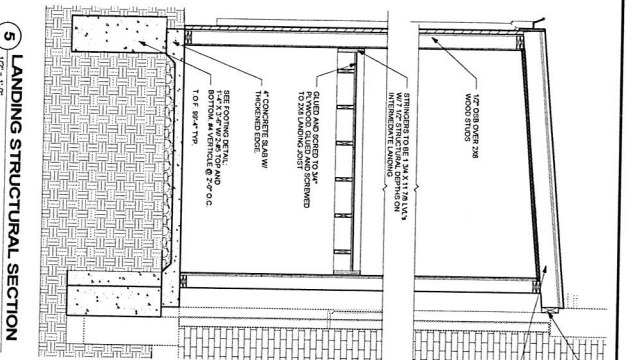 1/2" OSB OVER 2X6
WOOD STUDS
STRINGERS TO BE 1 3/4 X 11 7/8 LVL's
W/ 7 1/2" STRUCTURAL DEPTHS ON
INTERMEDIATE LANDING
GLUED AND SCRED TO 3/4"
PLYWOOD GLUED AND SCREWED
TO 2X8 LANDING JOIST
4" CONCRETE SLAB W/
THICKENED EDGE.
SEE FOOTING DETAIL:
1'-4" X 3'-6" W/ 2-#5 TOP AND
BOTTOM. #4 VERTICLE @ 2'-0" O.C.
T.O.F. 99'-4" TYP.
5 LANDING STRUCTURAL SECTION